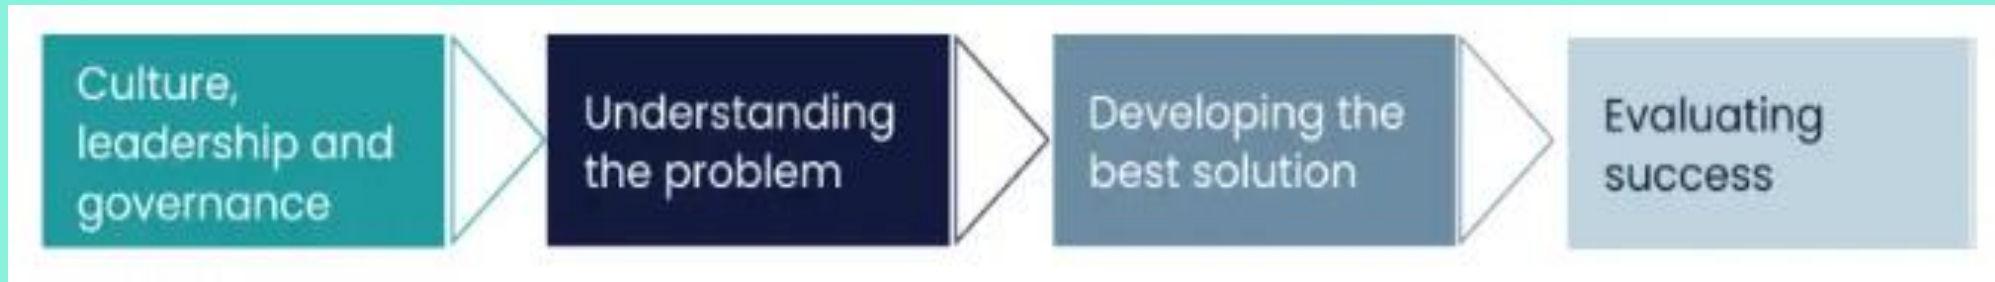 Culture,
leadership and
governance
Understanding
the problem
Developing the
best solution
Evaluating
success